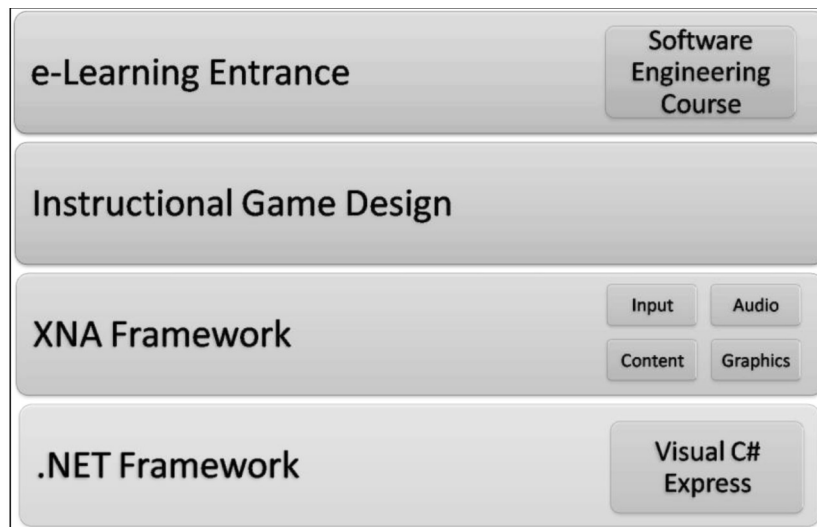 e-Learning Entrance
Software
Engineering
Course
Instructional Game Design
XNA Framework
Input
Audio
Content
Graphics
.NET Framework
Visual C#
Express